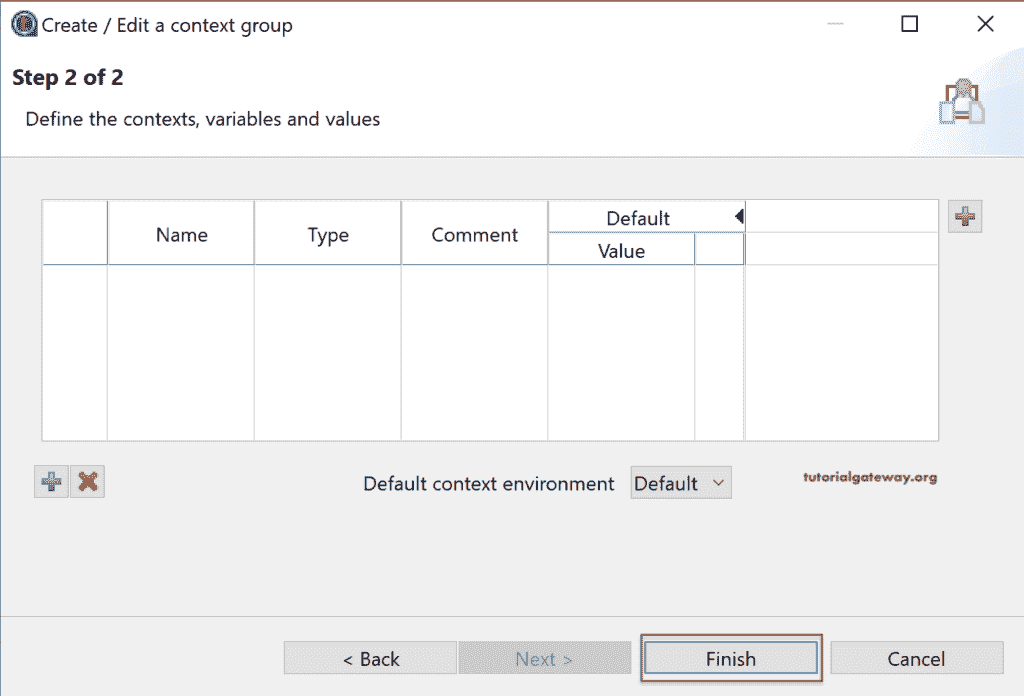 Create / Edit a context group
Step 2 of 2
Define the contexts, variables and values
Name Type Comment Default
Value
Default context environment Default
tutorialgateway.org
< Back Next > Finish Cancel